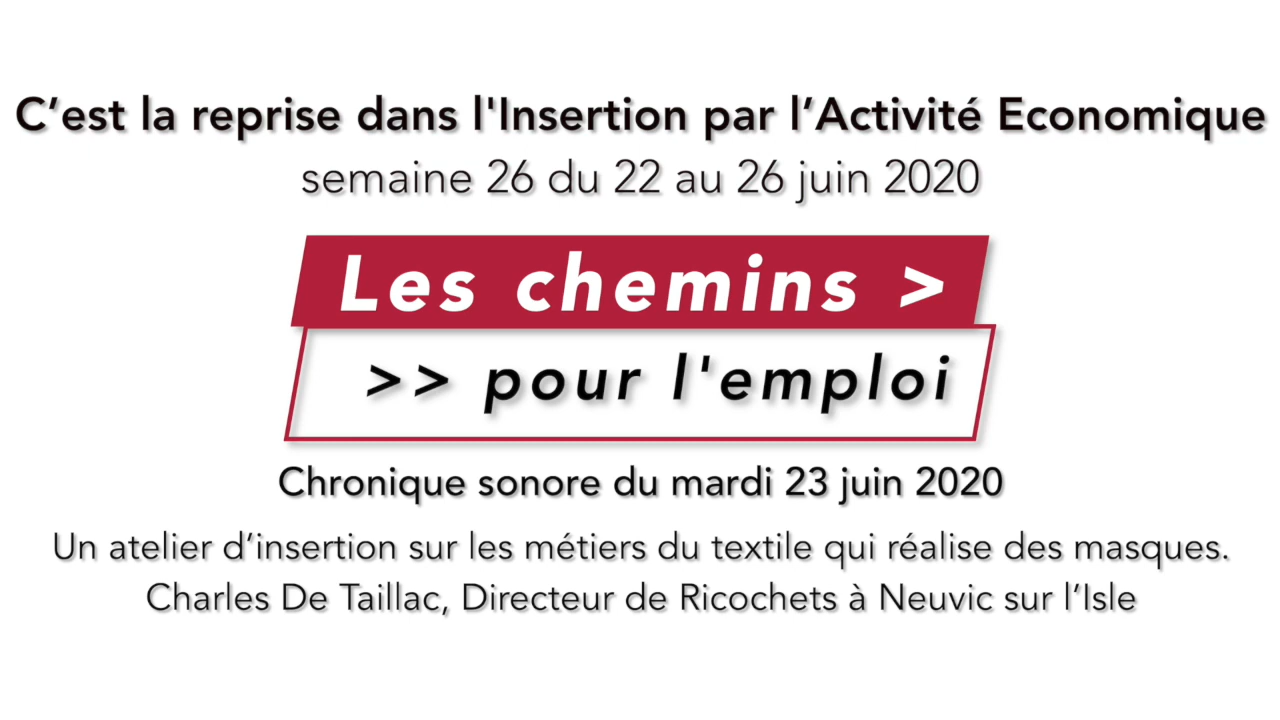 C’est la reprise dans l'Insertion par l’Activité Economique
semaine 26 du 22 au 26 juin 2020
Les chemins >
>> pour l'emploi
Chronique sonore du mardi 23 juin 2020
Un atelier d’insertion sur les métiers du textile qui réalise des masques.
Charles De Taillac, Directeur de Ricochets à Neuvic sur l’Isle